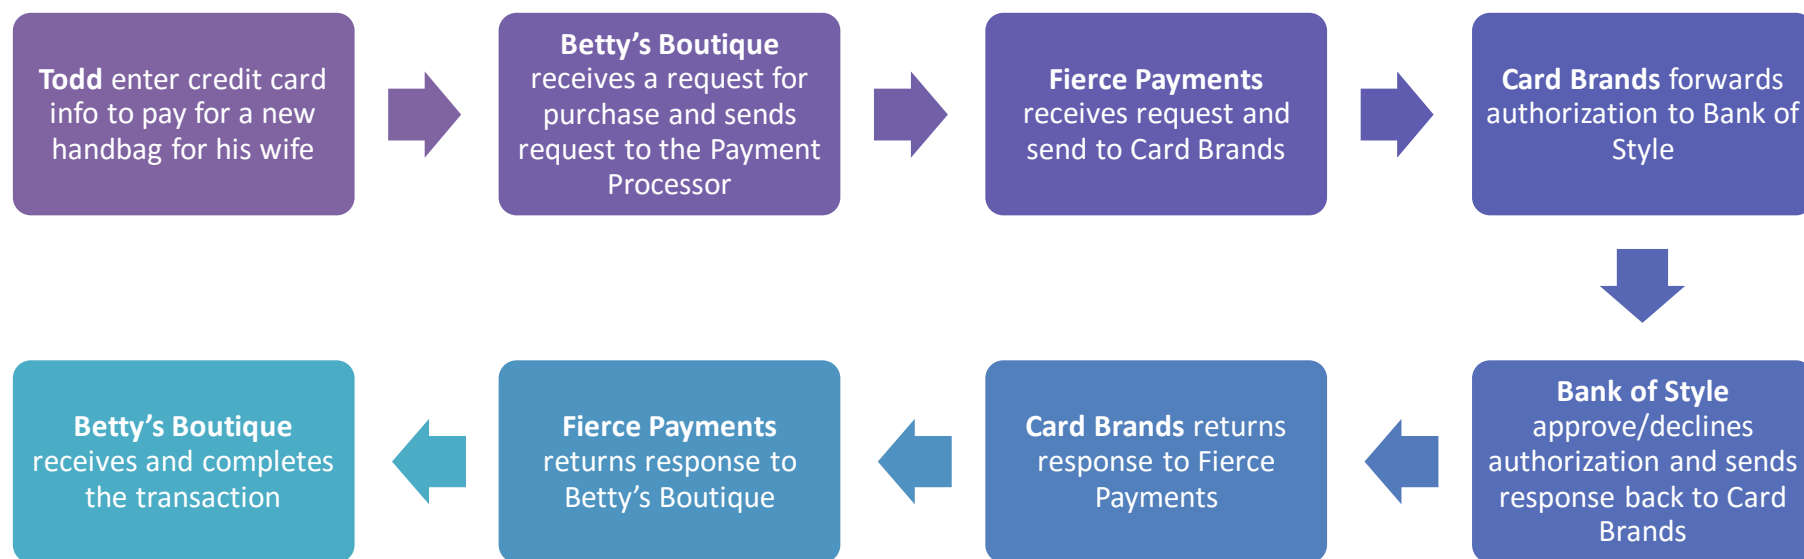 Todd enter credit card
info to pay for a new
handbag for his wife
Betty’s Boutique
receives a request for
purchase and sends
request to the Payment
Processor
Fierce Payments
receives request and
send to Card Brands
Card Brands forwards
authorization to Bank of
Style
Bank of Style
approve/declines
authorization and sends
response back to Card
Brands
Card Brands returns
response to Fierce
Payments
Fierce Payments
returns response to
Betty’s Boutique
Betty’s Boutique
receives and completes
the transaction